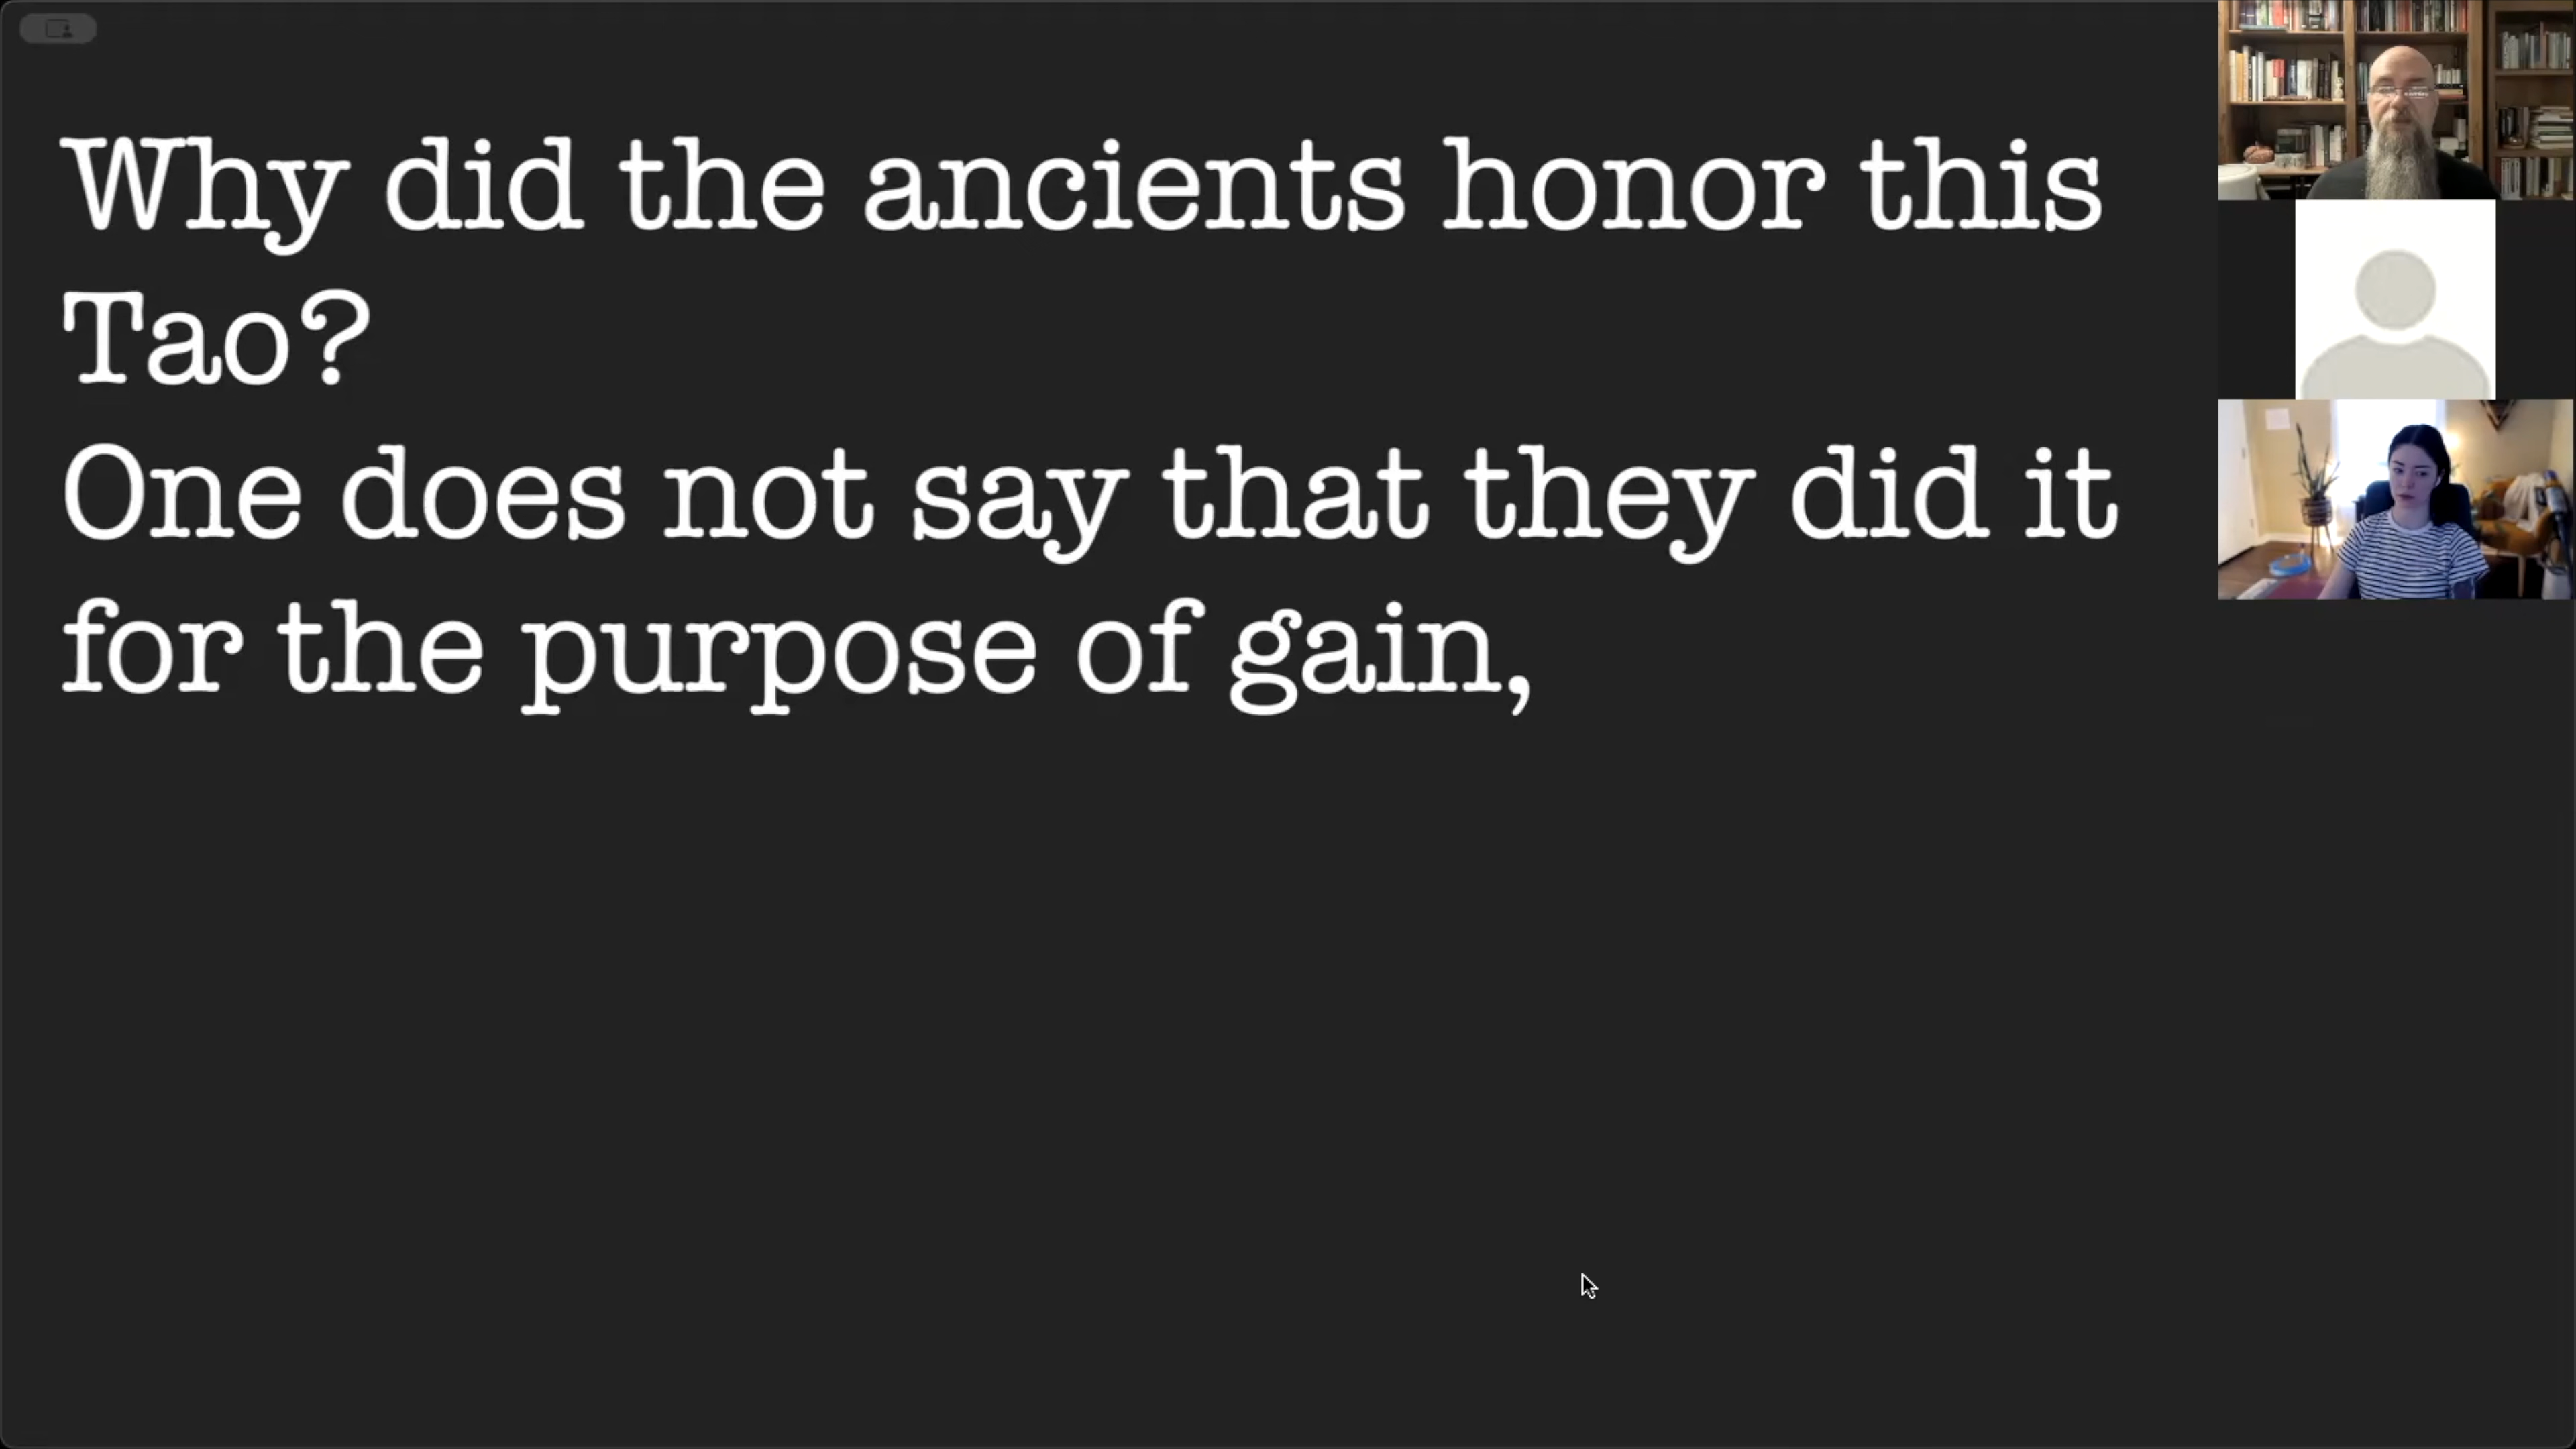 Why did the ancients honor this
Tao?
One does not say that they did it
for the purpose of gain,